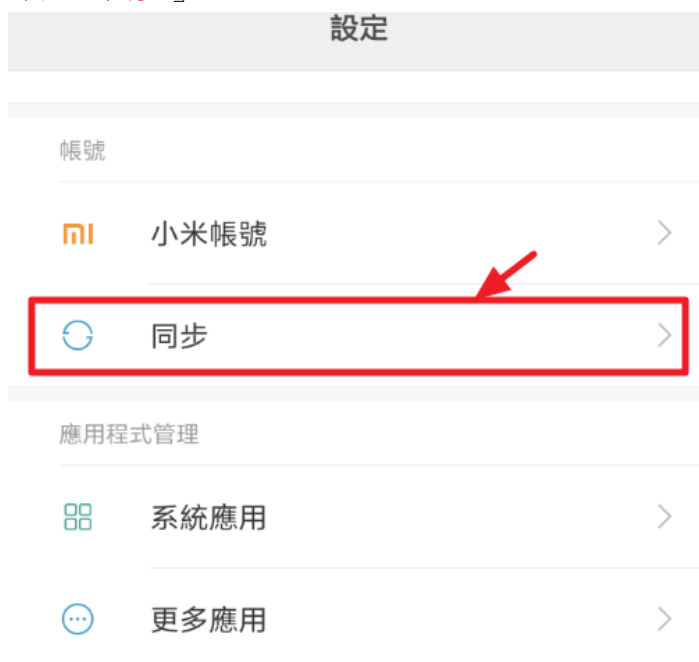 設定
帳號
小米帳號
同步
應用程式管理
系統應用
更多應用